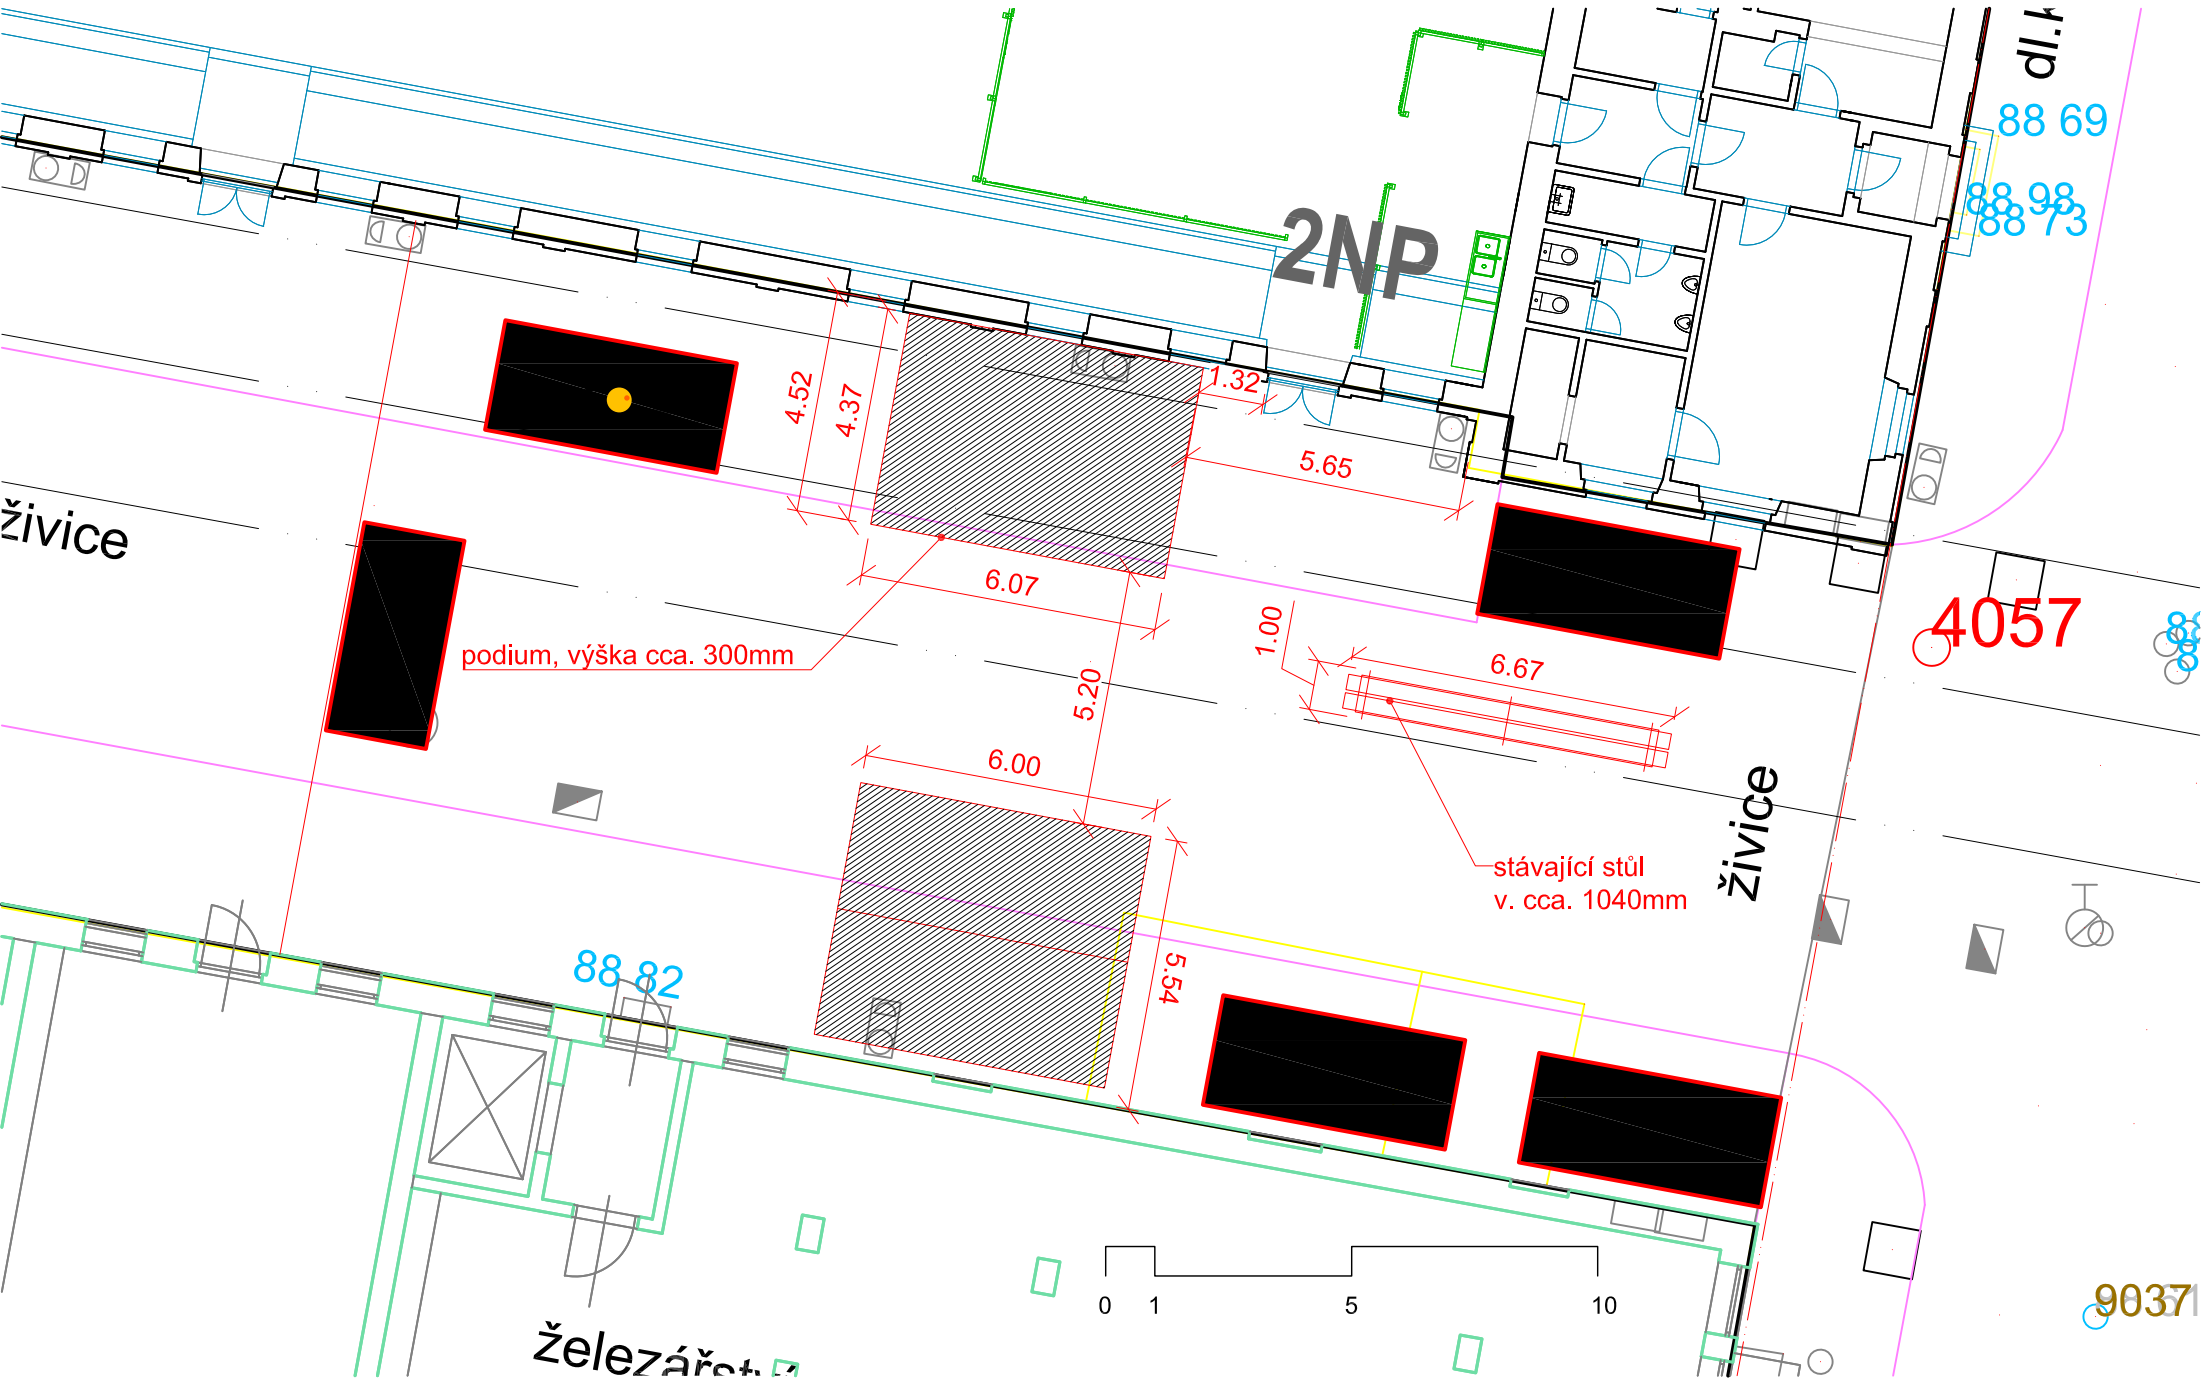 dl.k
88 69
88 98
88 73
2NP
1.32
4.52
4.37
5.65
živice
6.07
1.00
4057
podium, výška cca. 300mm
6.67
5.20
6.00
živice
stávající stůl
v. cca. 1040mm
88 82
5.54
0 1 5 10
9037
železářství